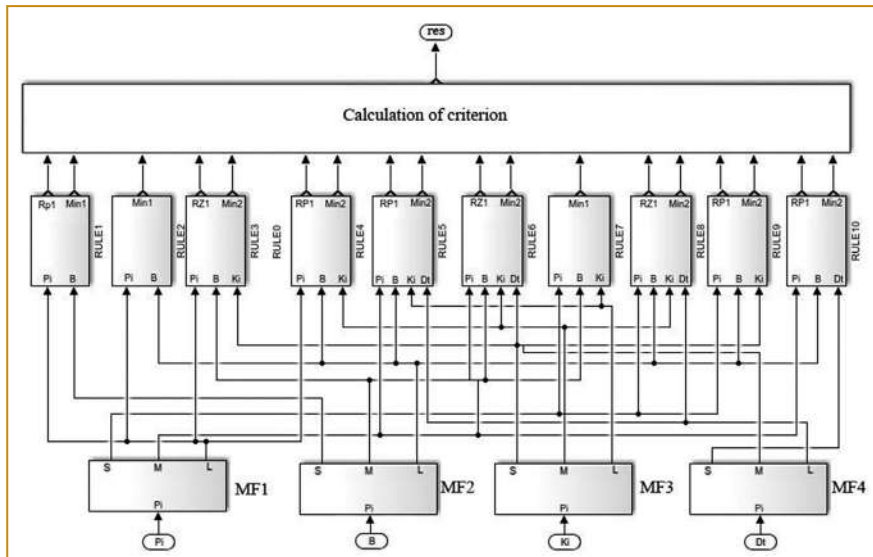 res
Calculation of criterion
Rp1 Min1
Pi B
RULE1
Min1
Pi B
RULE2
RZ1 Min2
Pi B Ki
RULE3
RULE0
RP1 Min2
Pi B Ki
RULE4
RP1 Min2
Pi B Ki Dt
RULE5
RZ1 Min2
Pi B Ki Dt
RULE6
Min1
Pi B Ki
RULE7
RZ1 Min2
Pi B Ki Dt
RULE8
RP1 Min2
Pi B Ki
RULE9
RP1 Min2
Pi B Dt
RULE10
S M L
Pi
MF1
S M L
Pi
MF2
S M L
Pi
MF3
S M L
Pi
MF4
Pi
B
Ki
Dt